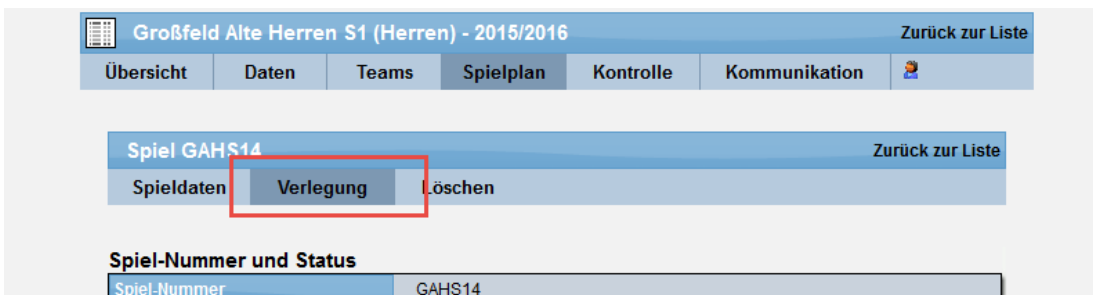 Großfeld Alte Herren S1 (Herren) - 2015/2016 Zurück zur Liste
Übersicht Daten Teams Spielplan Kontrolle Kommunikation
Spiel GAHS14 Zurück zur Liste
Spieldaten Verlegung Löschen
Spiel-Nummer und Status
Spiel-Nummer GAHS14